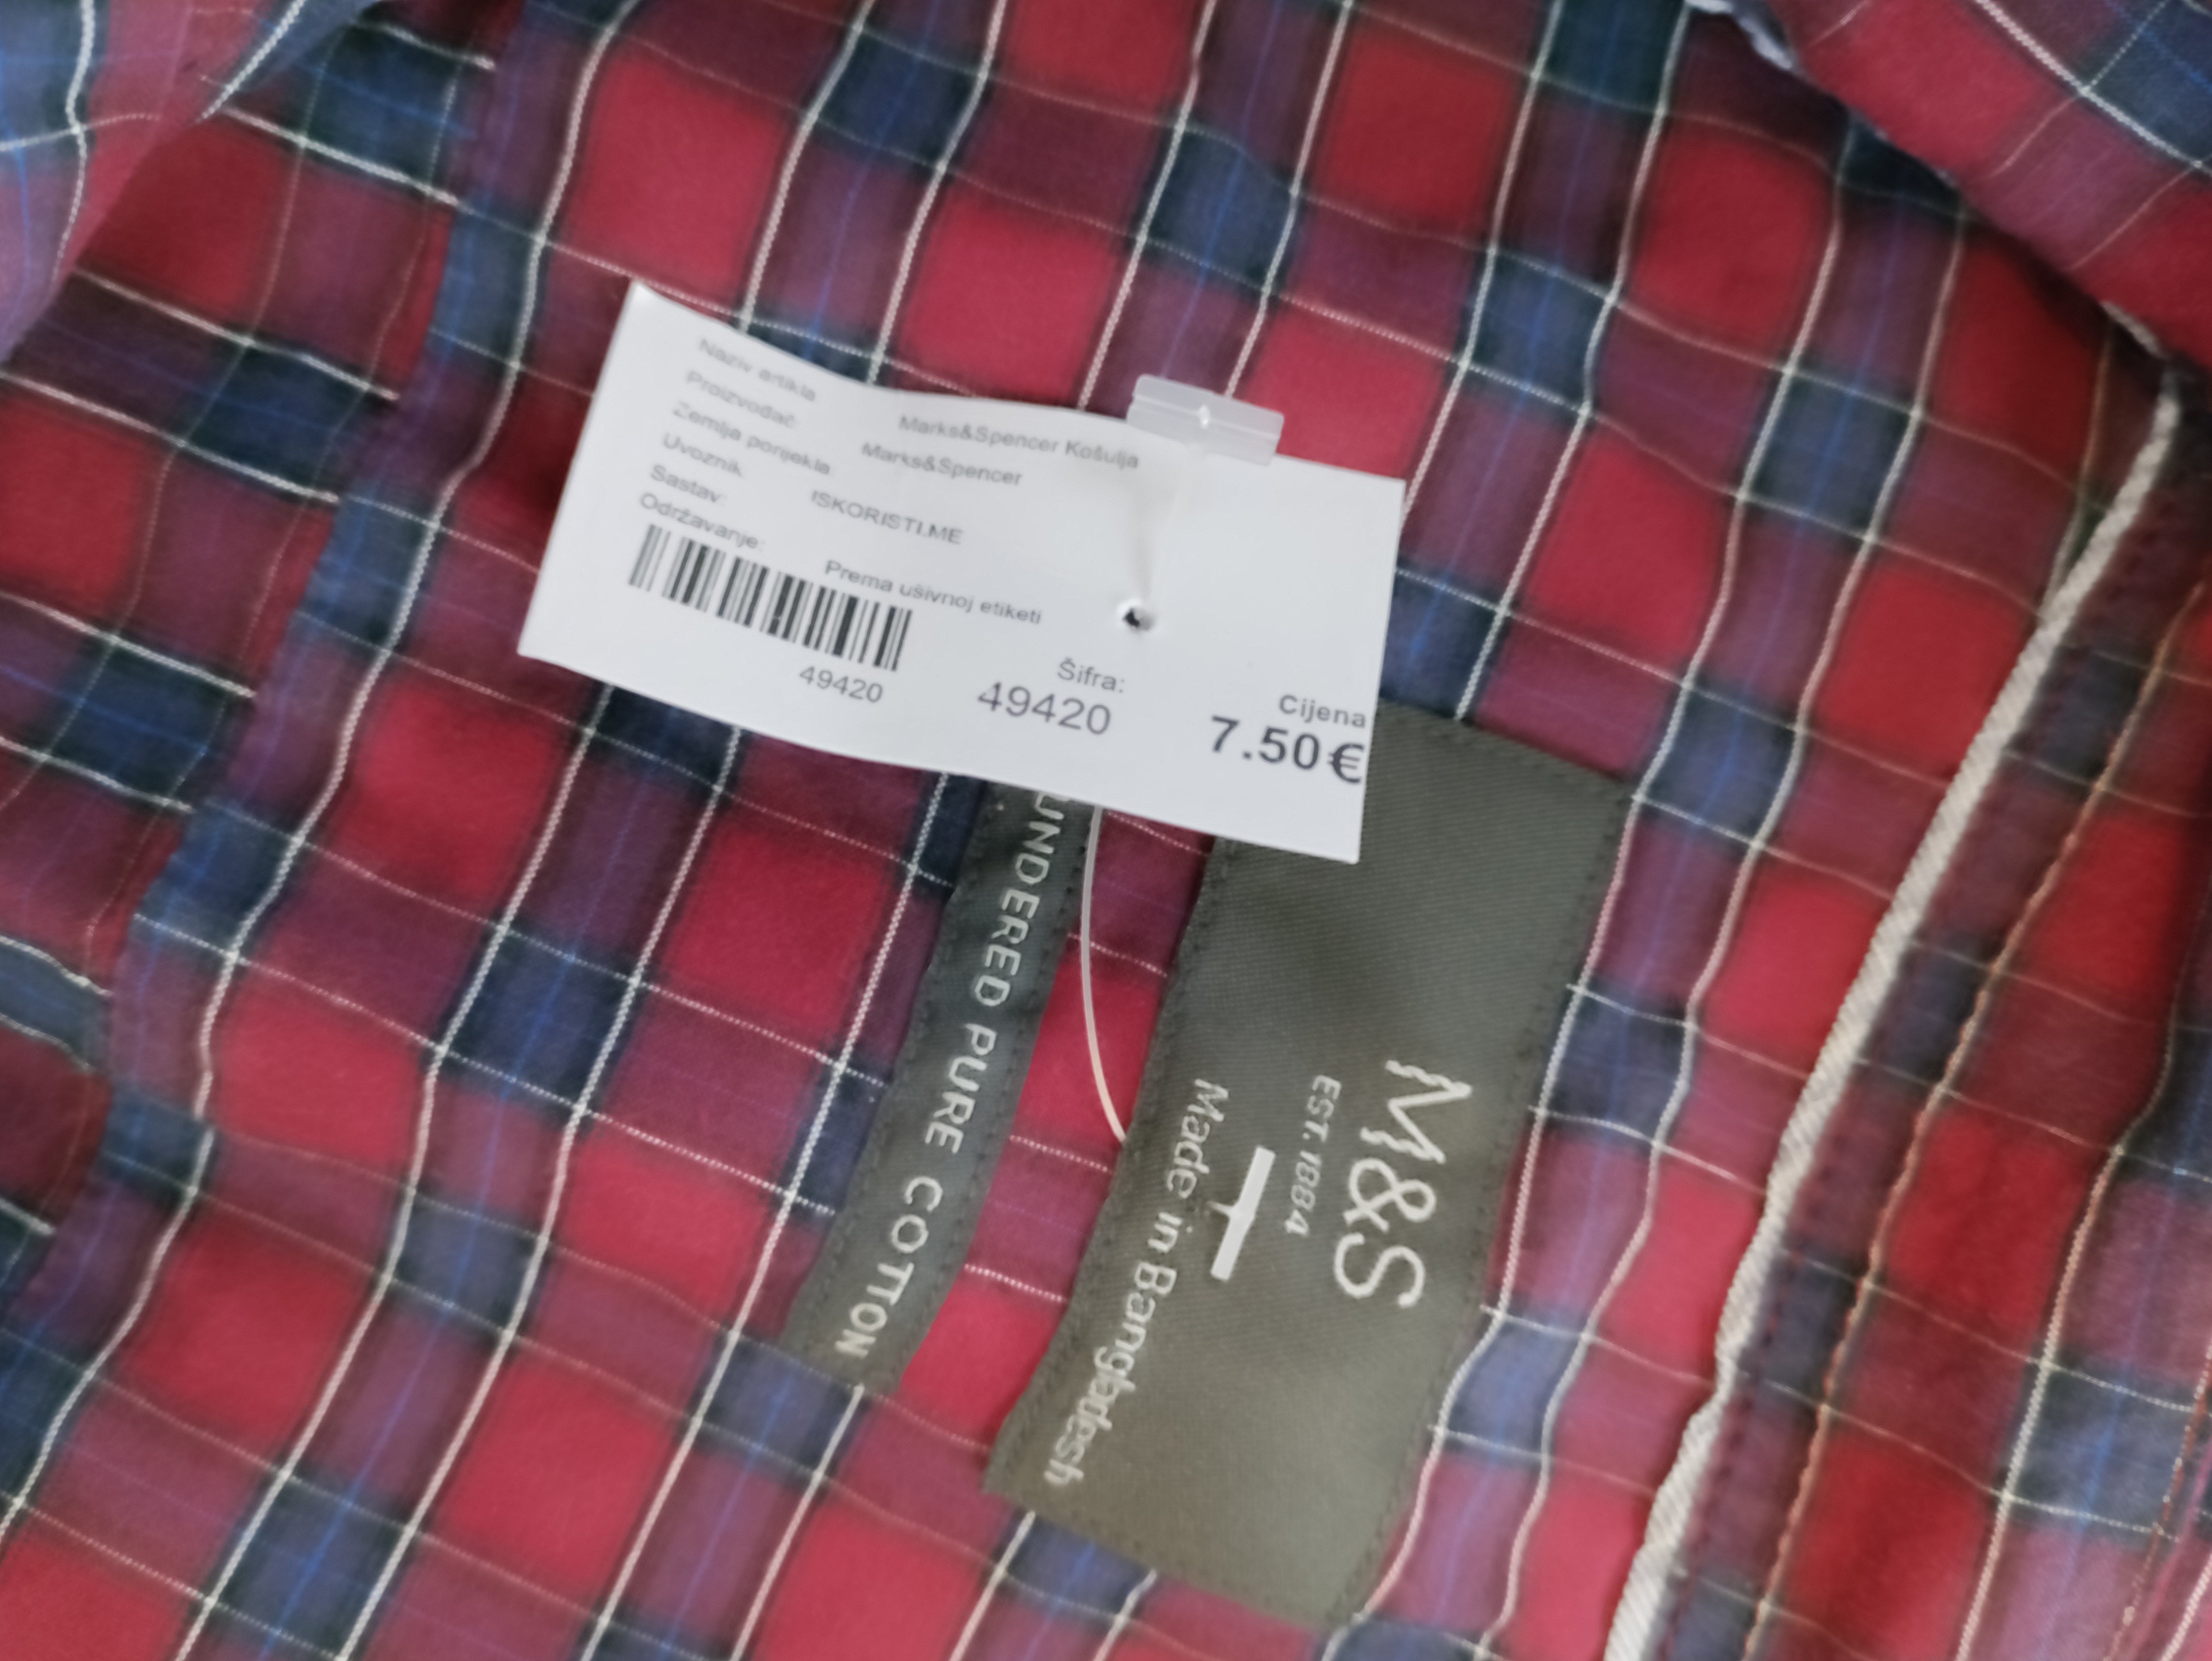 Naziv artikla Marks&Spencer Košulja
Proizvođač Marks&Spencer
Zemlja porijekla
Uvoznik ISKORISTI.ME
Sastav:
Održavanje: Prema ušivnoj etiketi
49420
Šifra:
49420
Cijena
7.50€
M&S
EST. 1884
Made in Bangladesh
PURE COTTON